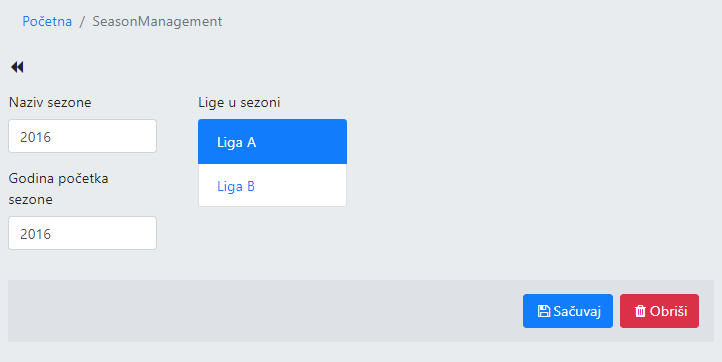 Početna / SeasonManagement
Naziv sezone
2016
Godina početka
sezone
2016
Lige u sezoni
Liga A
Liga B
Sačuvaj
Obriši